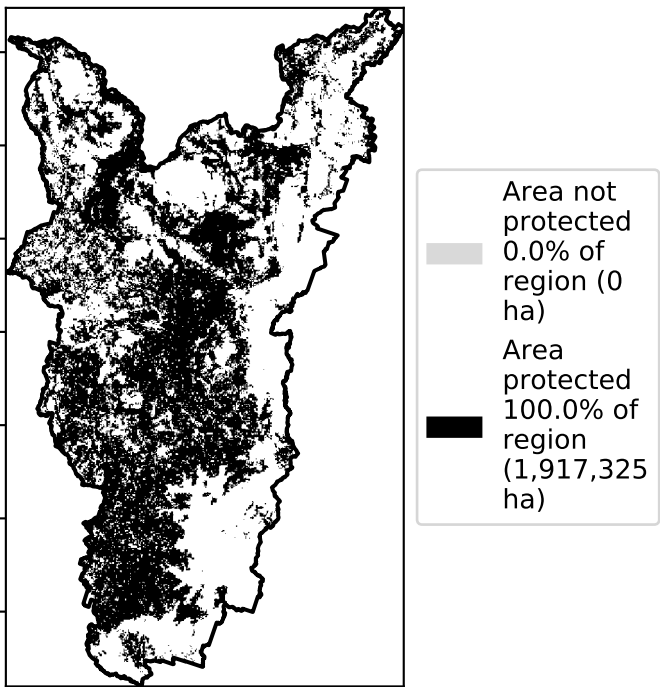 Area not
protected
0.0% of
region (0
ha)
Area
protected
100.0% of
region
(1,917,325
ha)